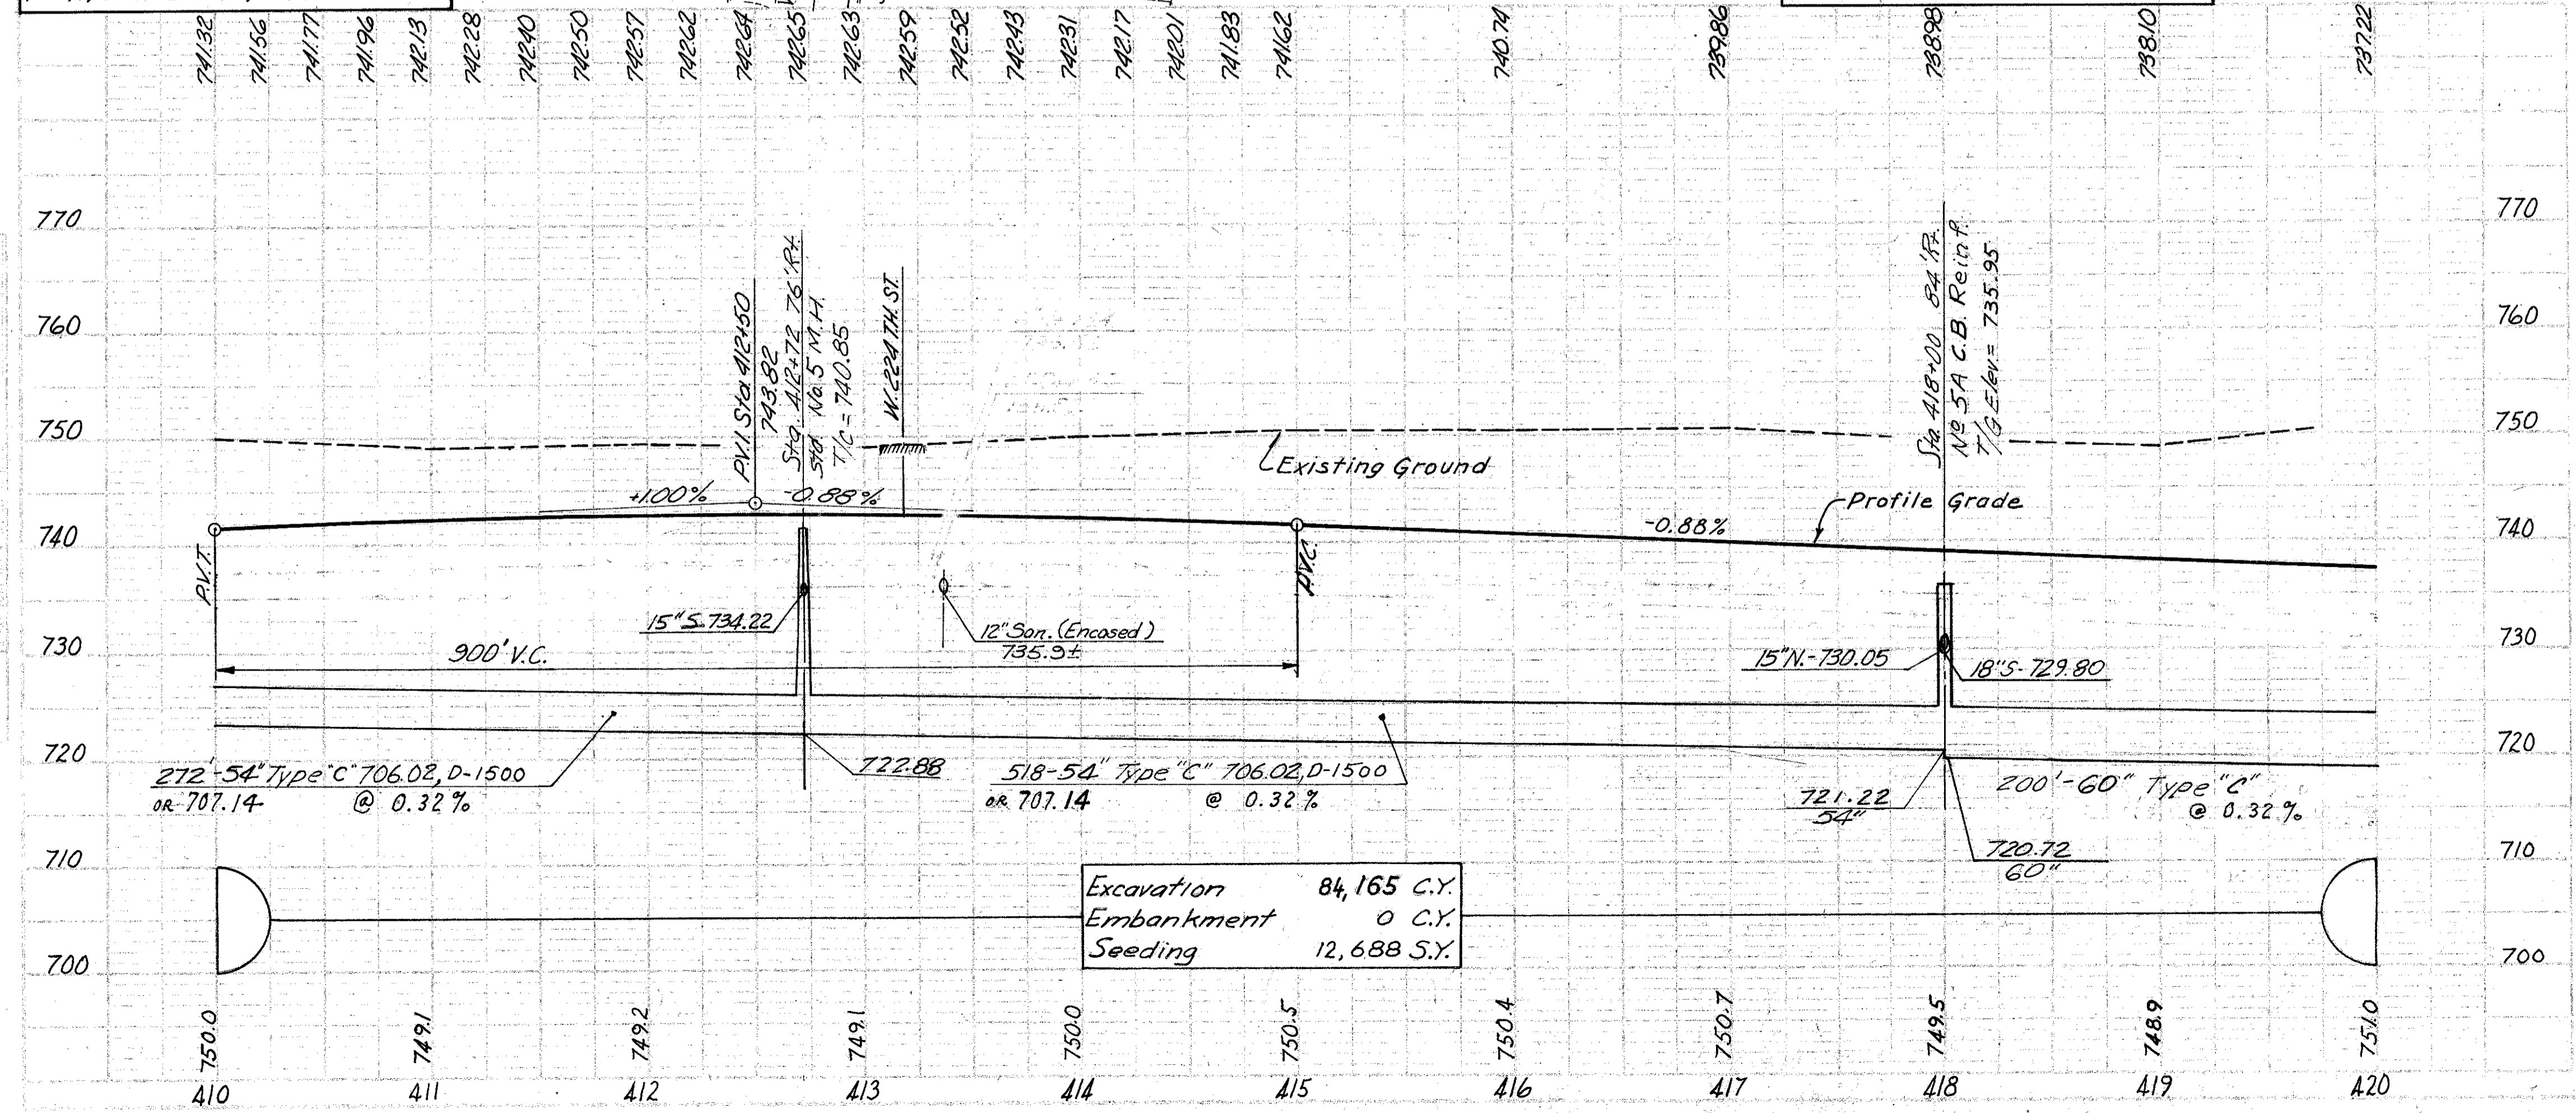 741.32 741.56 741.77 741.96 742.13 742.28 742.40 742.50 742.57 742.62 742.64 742.65 742.63 742.59 742.52 742.43 742.31 742.17 742.01 741.83 741.62 740.74 739.86 738.98 738.10 737.22
770
770
760
760
750
750
740
740
730
730
720
720
710
710
700
700
P.V.I. Sta. 412+50
743.82
Sta. 412+72 76' Rt.
Std. No. 5 M.H.
T/C = 740.85
W. 224 TH. ST.
Sta. 418+00 84' Rt.
Nº 5A C.B. Reinf.
T/G Elev. = 735.95
Existing Ground
+1.00%
-0.88%
Profile Grade
-0.88%
P.V.T.
P.V.C.
15" S. 734.22
12" San. (Encased)
735.9±
900' V.C.
15" N. - 730.05
18" S - 729.80
272'-54" Type "C" 706.02, D-1500
OR 707.14 @ 0.32 %
722.88
518-54" Type "C" 706.02, D-1500
OR 707.14 @ 0.32 %
721.22
54"
200'-60" Type "C"
@ 0.32 %
720.72
60"
Excavation 84,165 C.Y.
Embankment 0 C.Y.
Seeding 12,688 S.Y.
750.0 749.1 749.2 749.1 750.0 750.5 750.4 750.7 749.5 748.9 751.0
410 411 412 413 414 415 416 417 418 419 420